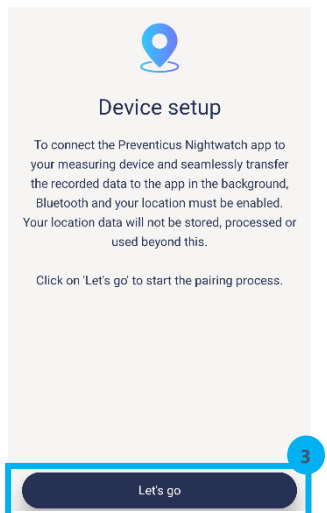 Device setup
To connect the Preventicus Nightwatch app to
your measuring device and seamlessly transfer
the recorded data to the app in the background,
Bluetooth and your location must be enabled.
Your location data will not be stored, processed or
used beyond this.
Click on 'Let's go' to start the pairing process.
3
Let's go